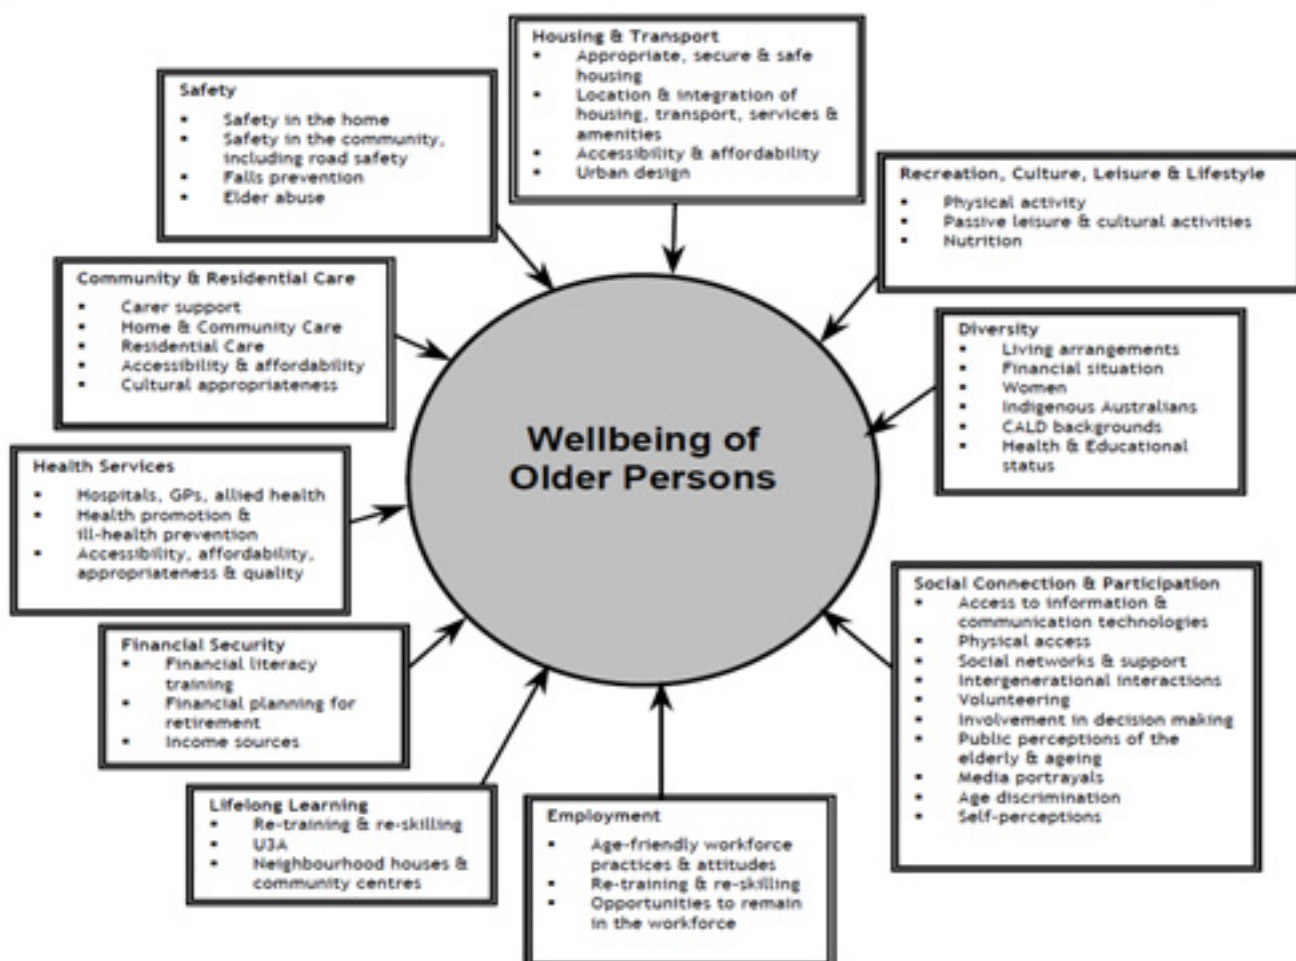 Housing & Transport
▪ Appropriate, secure & safe
housing
▪ Location & integration of
housing, transport, services &
amenities
▪ Accessibility & affordability
▪ Urban design
Safety
▪ Safety in the home
▪ Safety in the community,
including road safety
▪ Falls prevention
▪ Elder abuse
Recreation, Culture, Leisure & Lifestyle
▪ Physical activity
▪ Passive leisure & cultural activities
▪ Nutrition
Community & Residential Care
▪ Carer support
▪ Home & Community Care
▪ Residential Care
▪ Accessibility & affordability
▪ Cultural appropriateness
Diversity
▪ Living arrangements
▪ Financial situation
▪ Women
▪ Indigenous Australians
▪ CALD backgrounds
▪ Health & Educational
status
Wellbeing of
Older Persons
Health Services
▪ Hospitals, GPs, allied health
▪ Health promotion &
ill-health prevention
▪ Accessibility, affordability,
appropriateness & quality
Social Connection & Participation
▪ Access to information &
communication technologies
▪ Physical access
▪ Social networks & support
▪ Intergenerational interactions
▪ Volunteering
▪ Involvement in decision making
▪ Public perceptions of the
elderly & ageing
▪ Media portrayals
▪ Age discrimination
▪ Self-perceptions
Financial Security
▪ Financial literacy
training
▪ Financial planning for
retirement
▪ Income sources
Lifelong Learning
▪ Re-training & re-skilling
▪ U3A
▪ Neighbourhood houses &
community centres
Employment
▪ Age-friendly workforce
practices & attitudes
▪ Re-training & re-skilling
▪ Opportunities to remain
in the workforce